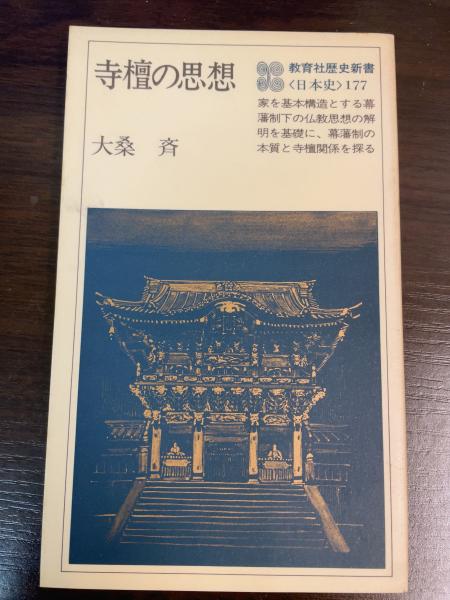 寺檀の思想
大桑 斉
教育社歴史新書
〈日本史〉177
家を基本構造とする幕
藩制下の仏教思想の解
明を基礎に、幕藩制の
本質と寺檀関係を探る